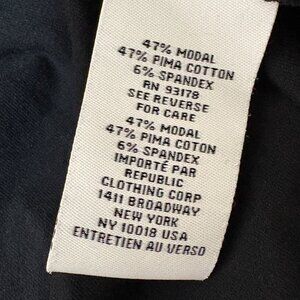 47% MODAL
47% PIMA COTTON
6% SPANDEX
RN 93178
SEE REVERSE
FOR CARE
47% MODAL
47% PIMA COTON
6% SPANDEX
IMPORTÉ PAR
REPUBLIC
CLOTHING CORP
1411 BROADWAY
NEW YORK
NY 10018 USA
ENTRETIEN AU VERSO